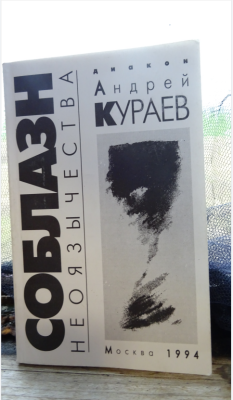 СОБЛАЗН
НЕОЯЗЫЧЕСТВА
диакон
Андрей
КУРАЕВ
Москва 1994